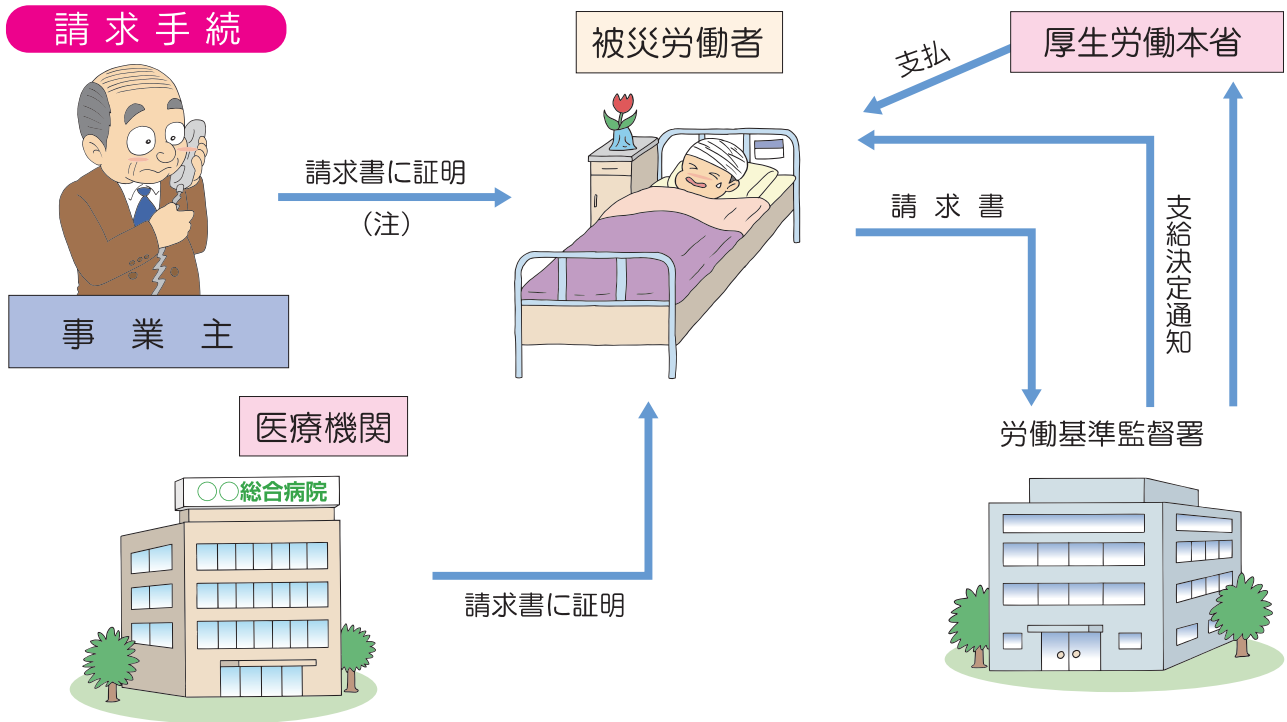 請求手続
被災労働者
厚生労働本省
支払
請求書に証明
（注）
請求書
支給決定通知
事業主
医療機関
労働基準監督署
○○総合病院
請求書に証明